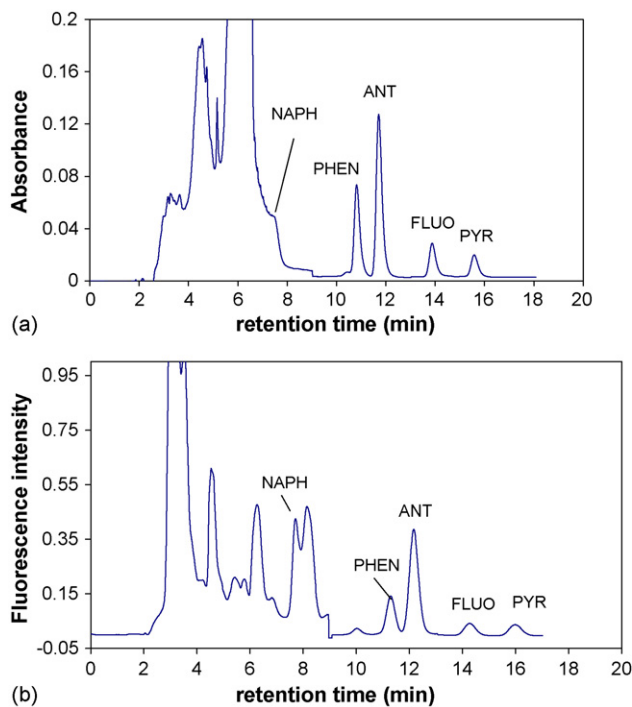 0.2
0.16
0.12
0.08
0.04
0
Absorbance
NAPH
PHEN
ANT
FLUO
PYR
0 2 4 6 8 10 12 14 16 18 20
(a) retention time (min)
0.95
0.75
0.55
0.35
0.15
-0.05
Fluorescence intensity
NAPH
PHEN
ANT
FLUO
PYR
0 2 4 6 8 10 12 14 16 18 20
(b) retention time (min)